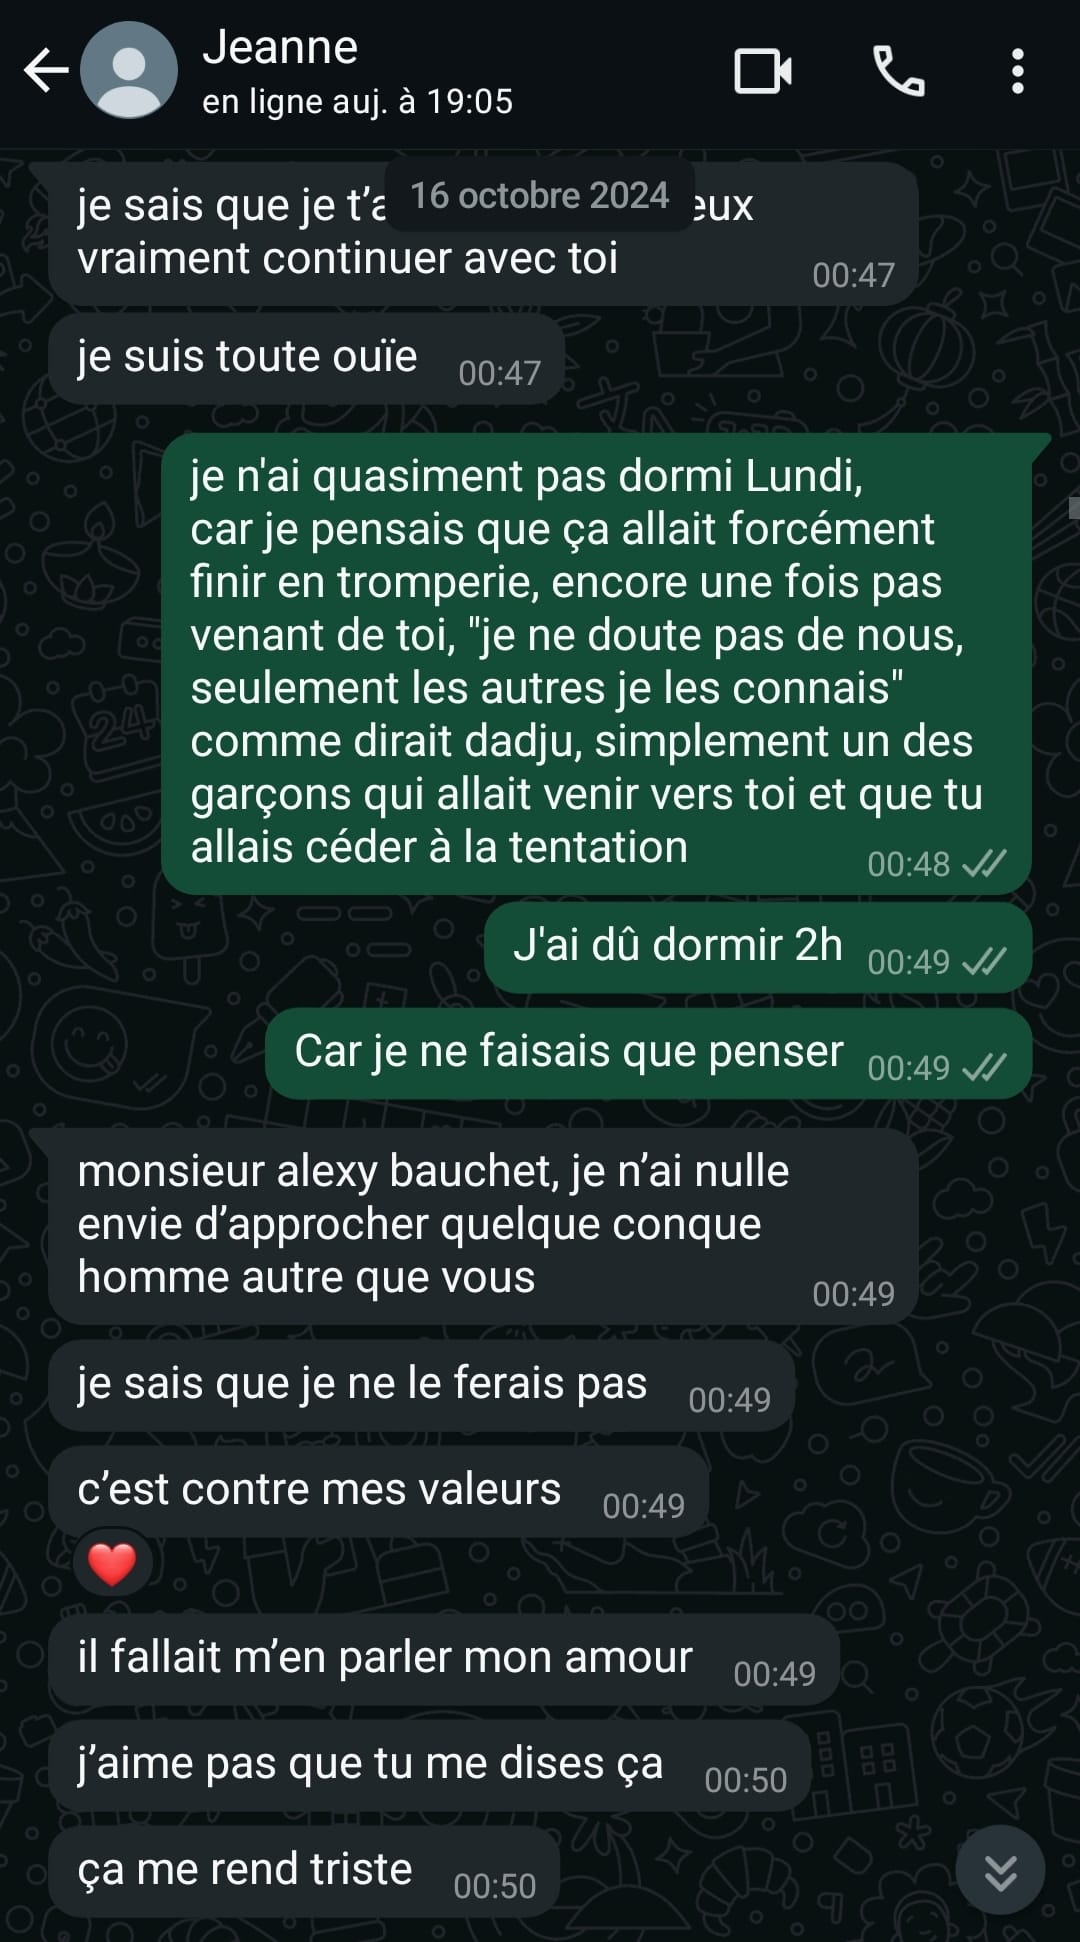 Jeanne
en ligne auj. à 19:05
16 octobre 2024
je sais que je t'a eux
vraiment continuer avec toi
00:47
je suis toute ouïe 00:47
je n'ai quasiment pas dormi Lundi,
car je pensais que ça allait forcément
finir en tromperie, encore une fois pas
venant de toi, "je ne doute pas de nous,
seulement les autres je les connais"
comme dirait dadju, simplement un des
garçons qui allait venir vers toi et que tu
allais céder à la tentation
00:48
J'ai dû dormir 2h 00:49
Car je ne faisais que penser 00:49
monsieur alexy bauchet, je n’ai nulle
envie d’approcher quelque conque
homme autre que vous
00:49
je sais que je ne le ferais pas 00:49
c’est contre mes valeurs 00:49
il fallait m’en parler mon amour 00:49
j’aime pas que tu me dises ça 00:50
ça me rend triste 00:50